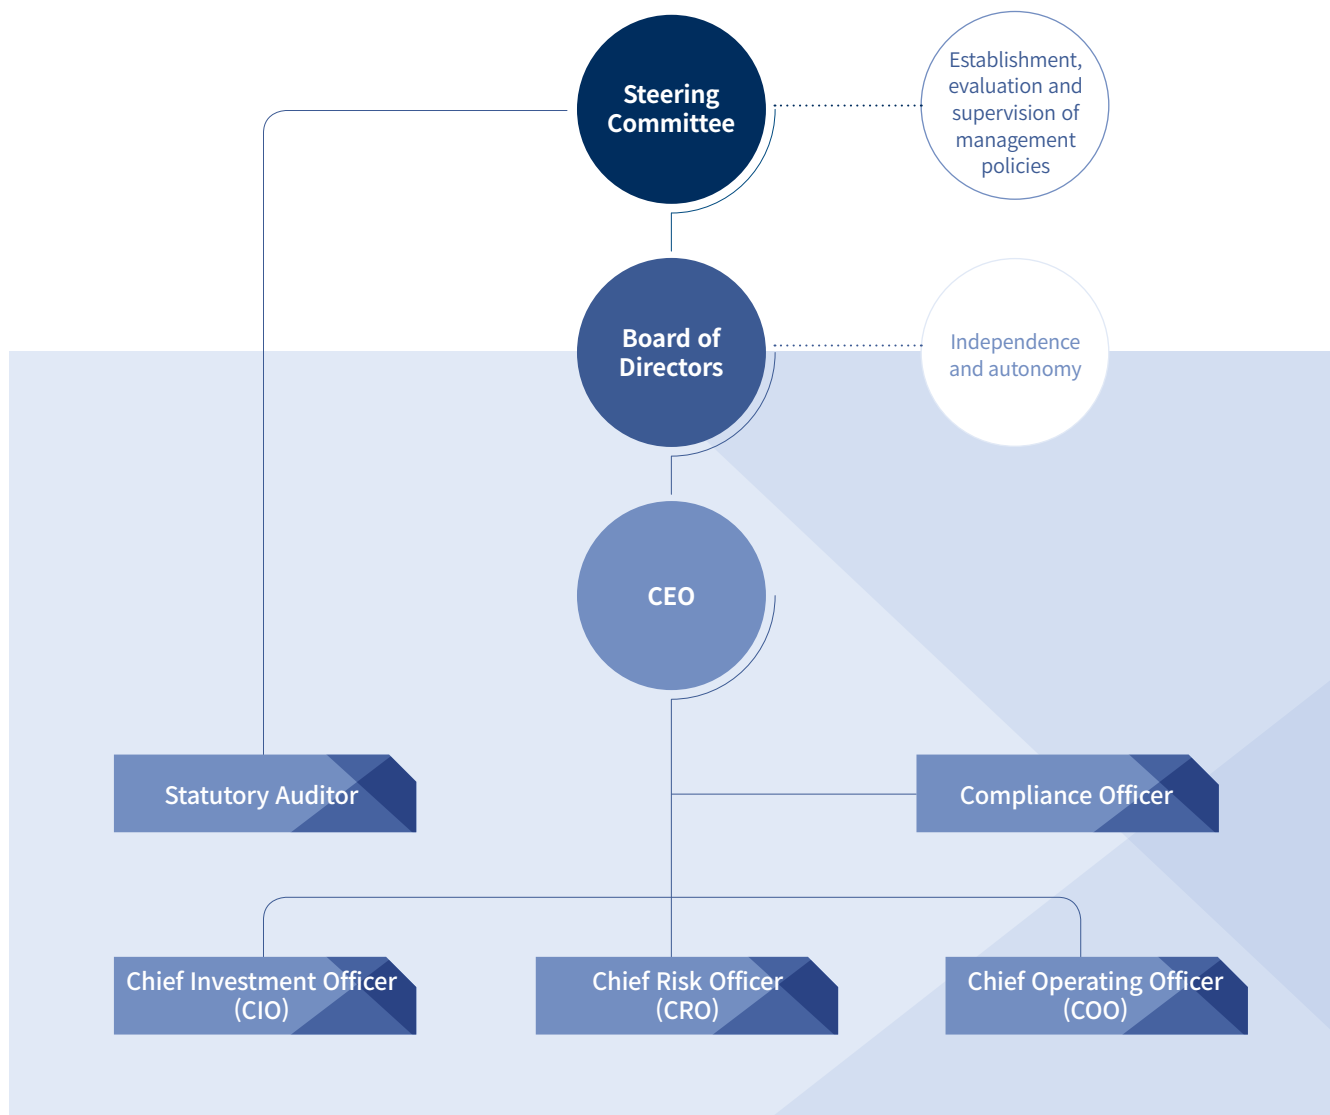 Steering
Committee
Establishment,
evaluation and
supervision of
management
policies
Board of
Directors
Independence
and autonomy
CEO
Statutory Auditor
Compliance Officer
Chief Investment Officer
(CIO)
Chief Risk Officer
(CRO)
Chief Operating Officer
(COO)